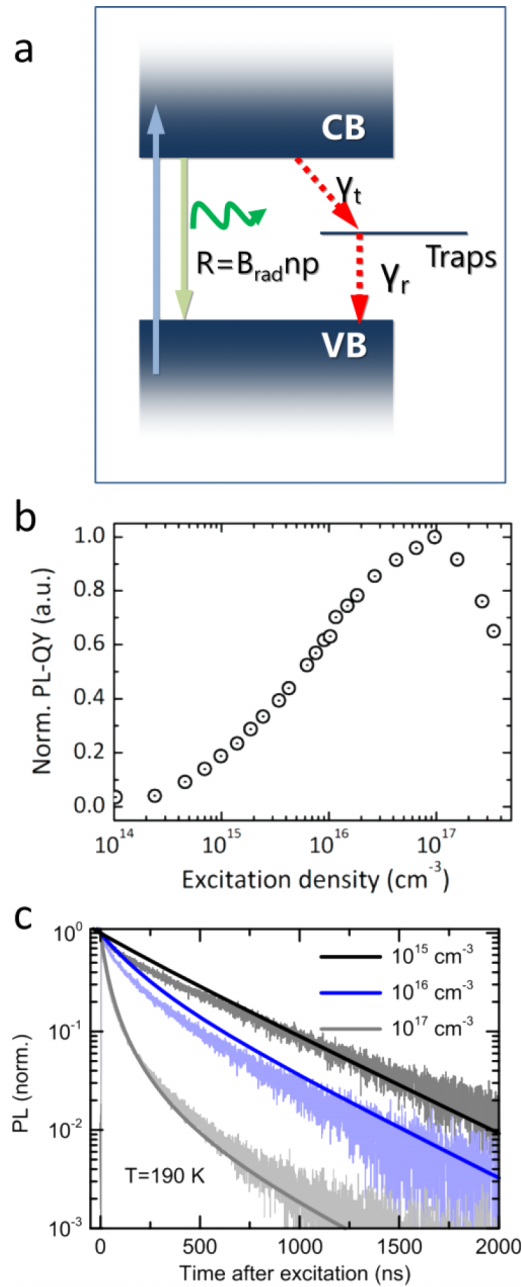 a
CB
γt
R=Bradnp
Traps
γr
VB
b
1.0
0.8
0.6
0.4
0.2
0.0
Norm. PL-QY (a.u.)
10^14
10^15
10^16
10^17
Excitation density (cm^-3)
c
10^0
10^-1
10^-2
10^-3
PL (norm.)
10^15 cm^-3
10^16 cm^-3
10^17 cm^-3
T=190 K
0
500
1000
1500
2000
Time after excitation (ns)